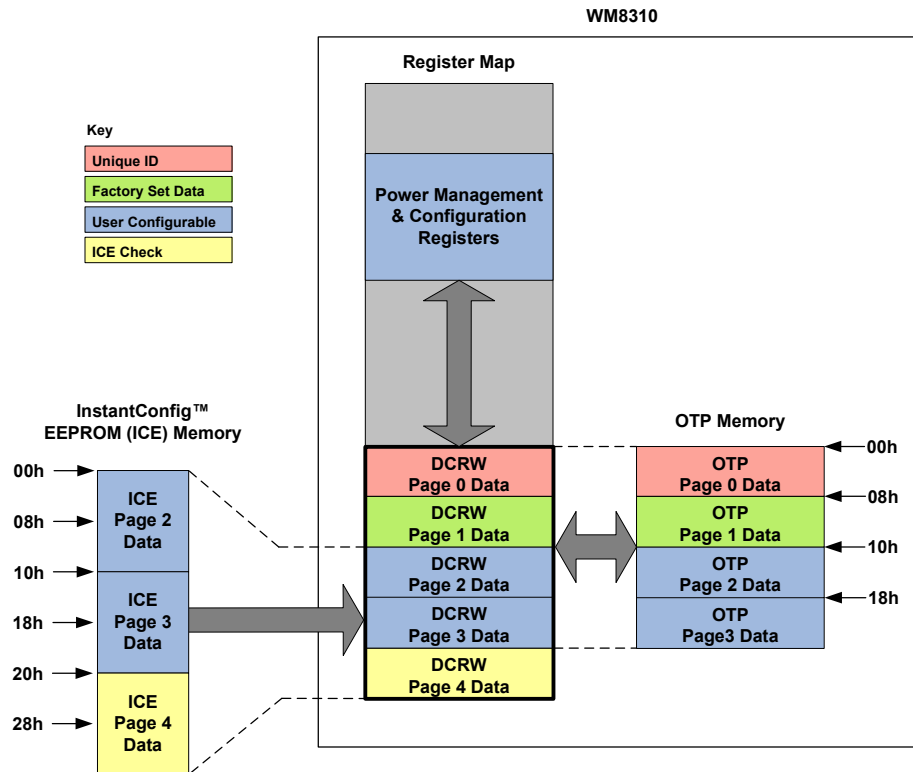 WM8310
Register Map
Key
Unique ID
Factory Set Data
User Configurable
ICE Check
Power Management
& Configuration
Registers
InstantConfig™
EEPROM (ICE) Memory
00h
08h
10h
18h
20h
28h
ICE
Page 2
Data
ICE
Page 3
Data
ICE
Page 4
Data
DCRW
Page 0 Data
DCRW
Page 1 Data
DCRW
Page 2 Data
DCRW
Page 3 Data
DCRW
Page 4 Data
OTP Memory
OTP
Page 0 Data
OTP
Page 1 Data
OTP
Page 2 Data
OTP
Page3 Data
00h
08h
10h
18h